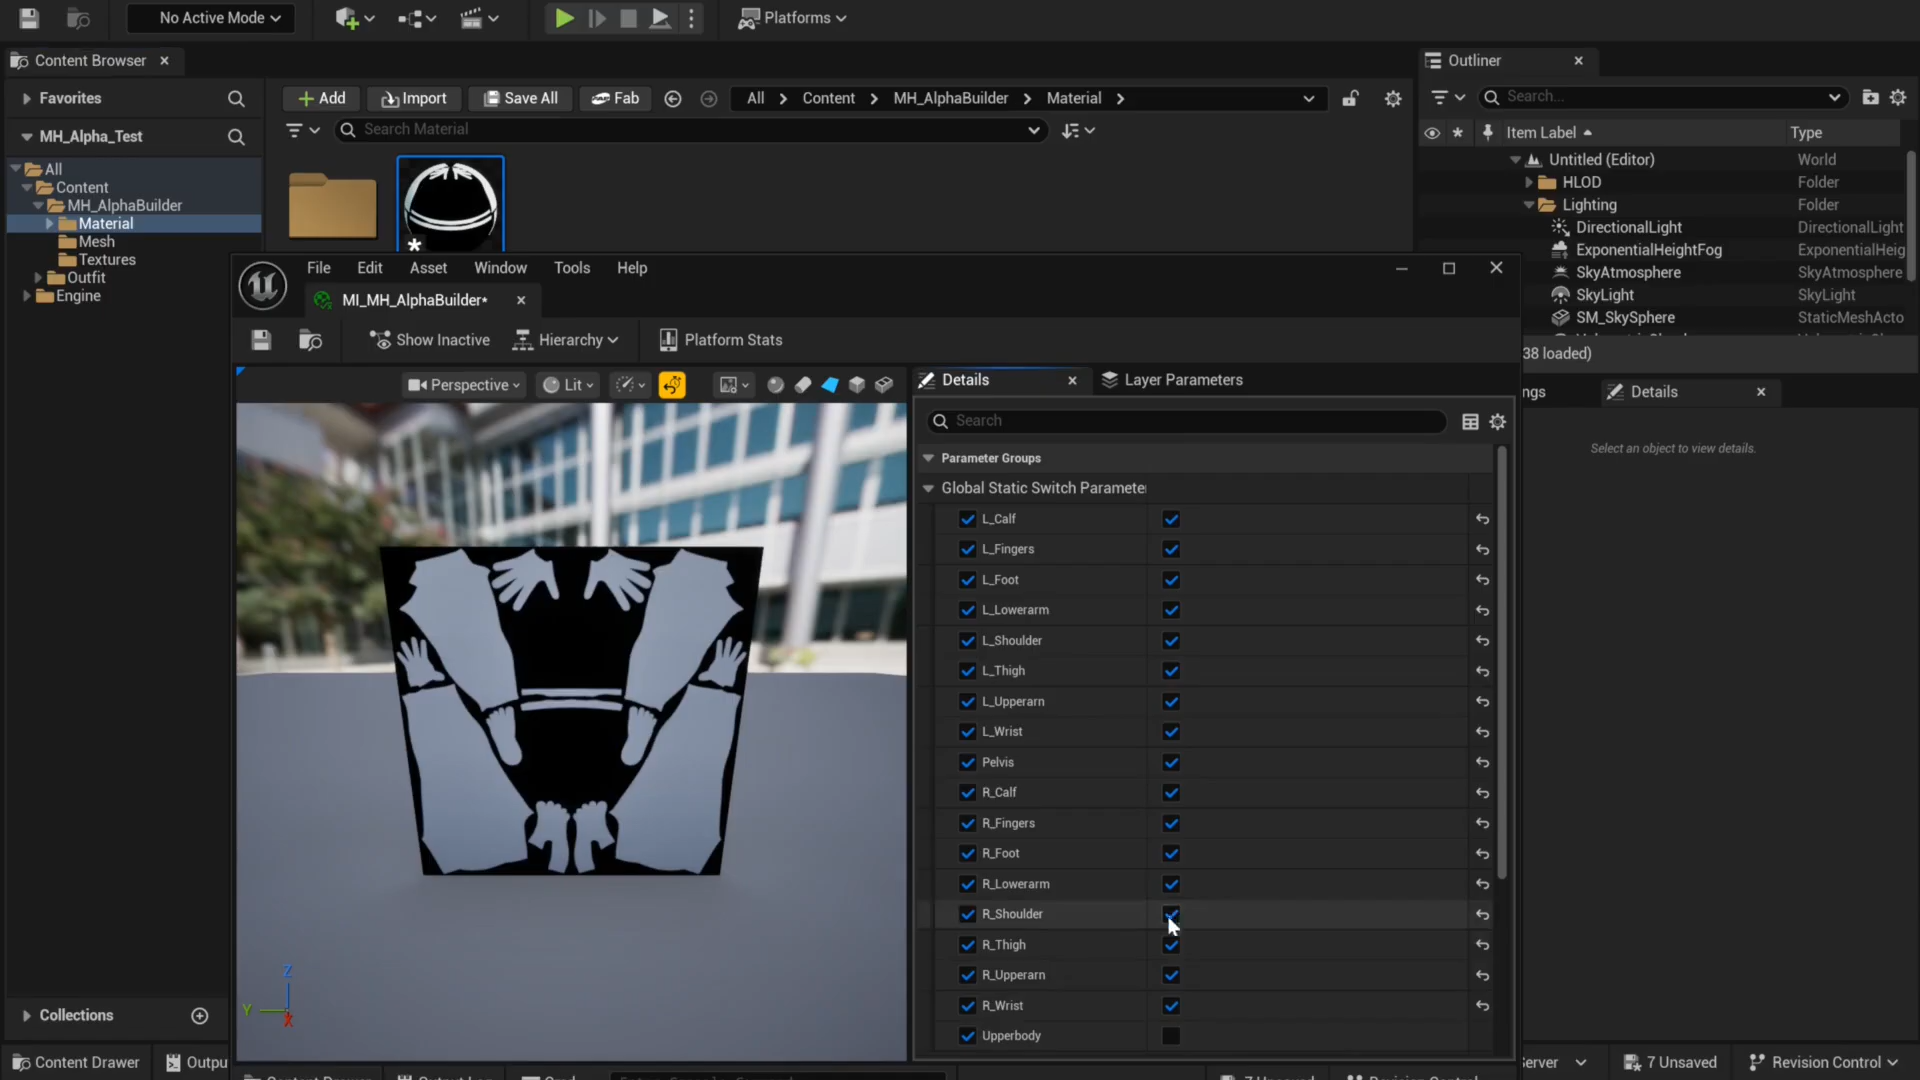 No Active Mode
Platforms
Content Browser
Outliner
Favorites
Add
Import
Save All
Fab
All
Content
MH_AlphaBuilder
Material
Search...
MH_Alpha_Test
Search Material
Item Label
Type
All
Content
MH_AlphaBuilder
Material
Mesh
Textures
Outfit
Engine
Untitled (Editor)
World
HLOD
Folder
Lighting
Folder
DirectionalLight
DirectionalLight
ExponentialHeightFog
ExponentialHeig
SkyAtmosphere
SkyAtmosphere
SkyLight
SkyLight
SM_SkySphere
StaticMeshActo
38 loaded)
ngs
Details
Select an object to view details.
File
Edit
Asset
Window
Tools
Help
MI_MH_AlphaBuilder*
Show Inactive
Hierarchy
Platform Stats
Perspective
Lit
Details
Layer Parameters
Search
Parameter Groups
Global Static Switch Paramete
L_Calf
L_Fingers
L_Foot
L_Lowerarm
L_Shoulder
L_Thigh
L_Upperarn
L_Wrist
Pelvis
R_Calf
R_Fingers
R_Foot
R_Lowerarm
R_Shoulder
R_Thigh
R_Upperarn
R_Wrist
Upperbody
Z
Y
X
Collections
Content Drawer
Outpu
erver
7 Unsaved
Revision Control